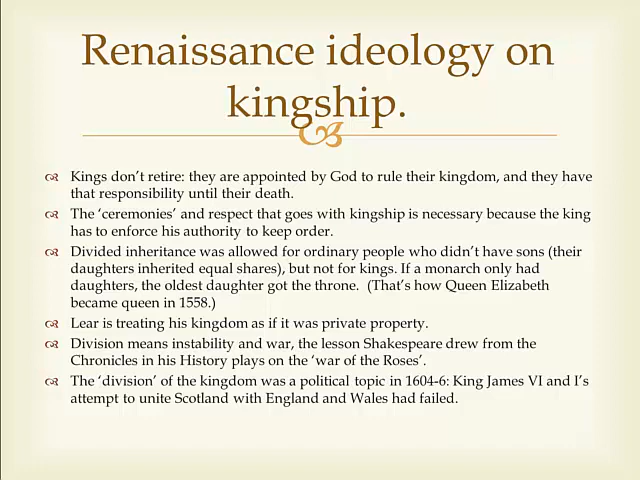 Renaissance ideology on
kingship.
Kings don’t retire: they are appointed by God to rule their kingdom, and they have
that responsibility until their death.
The ‘ceremonies’ and respect that goes with kingship is necessary because the king
has to enforce his authority to keep order.
Divided inheritance was allowed for ordinary people who didn’t have sons (their
daughters inherited equal shares), but not for kings. If a monarch only had
daughters, the oldest daughter got the throne.  (That’s how Queen Elizabeth
became queen in 1558.)
Lear is treating his kingdom as if it was private property.
Division means instability and war, the lesson Shakespeare drew from the
Chronicles in his History plays on the ‘war of the Roses’.
The ‘division’ of the kingdom was a political topic in 1604-6: King James VI and I’s
attempt to unite Scotland with England and Wales had failed.